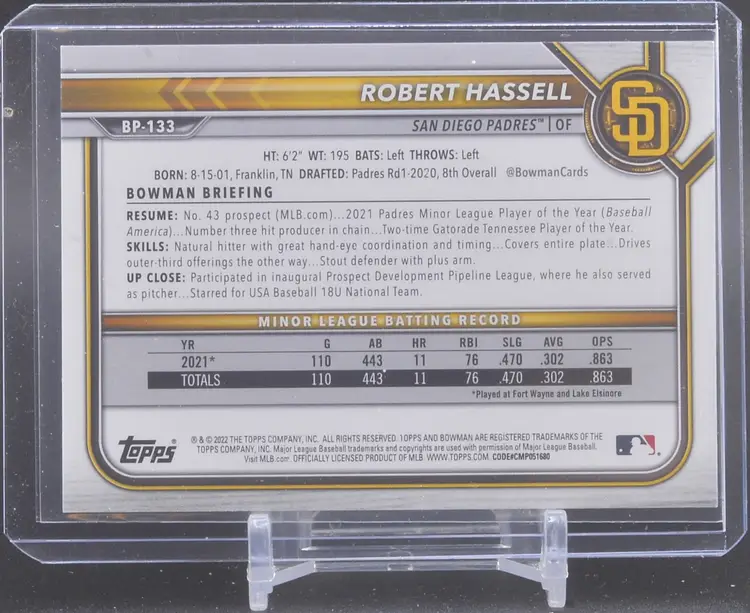 ROBERT HASSELL
SD
BP-133
SAN DIEGO PADRES™ | OF
HT: 6'2" WT: 195 BATS: Left THROWS: Left
BORN: 8-15-01, Franklin, TN DRAFTED: Padres Rd1-2020, 8th Overall @BowmanCards
BOWMAN BRIEFING
RESUME: No. 43 prospect (MLB.com)...2021 Padres Minor League Player of the Year (Baseball
America)...Number three hit producer in chain...Two-time Gatorade Tennessee Player of the Year.
SKILLS: Natural hitter with great hand-eye coordination and timing...Covers entire plate...Drives
outer-third offerings the other way...Stout defender with plus arm.
UP CLOSE: Participated in inaugural Prospect Development Pipeline League, where he also served
as pitcher...Starred for USA Baseball 18U National Team.
MINOR LEAGUE BATTING RECORD
YR G AB HR RBI SLG AVG OPS
2021* 110 443 11 76 .470 .302 .863
TOTALS 110 443 11 76 .470 .302 .863
*Played at Fort Wayne and Lake Elsinore
TOPPS®
® & © 2022 THE TOPPS COMPANY, INC. ALL RIGHTS RESERVED. TOPPS AND BOWMAN ARE REGISTERED TRADEMARKS OF THE
TOPPS COMPANY, INC. Major League Baseball trademarks and copyrights are used with permission of Major League Baseball.
Visit MLB.com. OFFICIALLY LICENSED PRODUCT OF MLB. WWW.TOPPS.COM. CODE#CMP051680